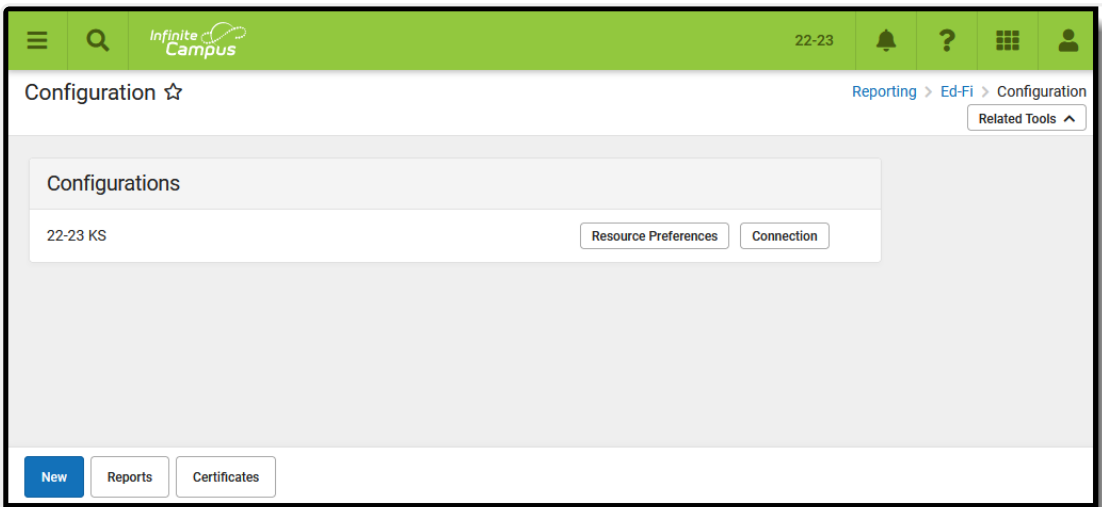 Infinite Campus
22-23
?
Configuration
Reporting > Ed-Fi > Configuration
Related Tools
Configurations
22-23 KS
Resource Preferences
Connection
New
Reports
Certificates